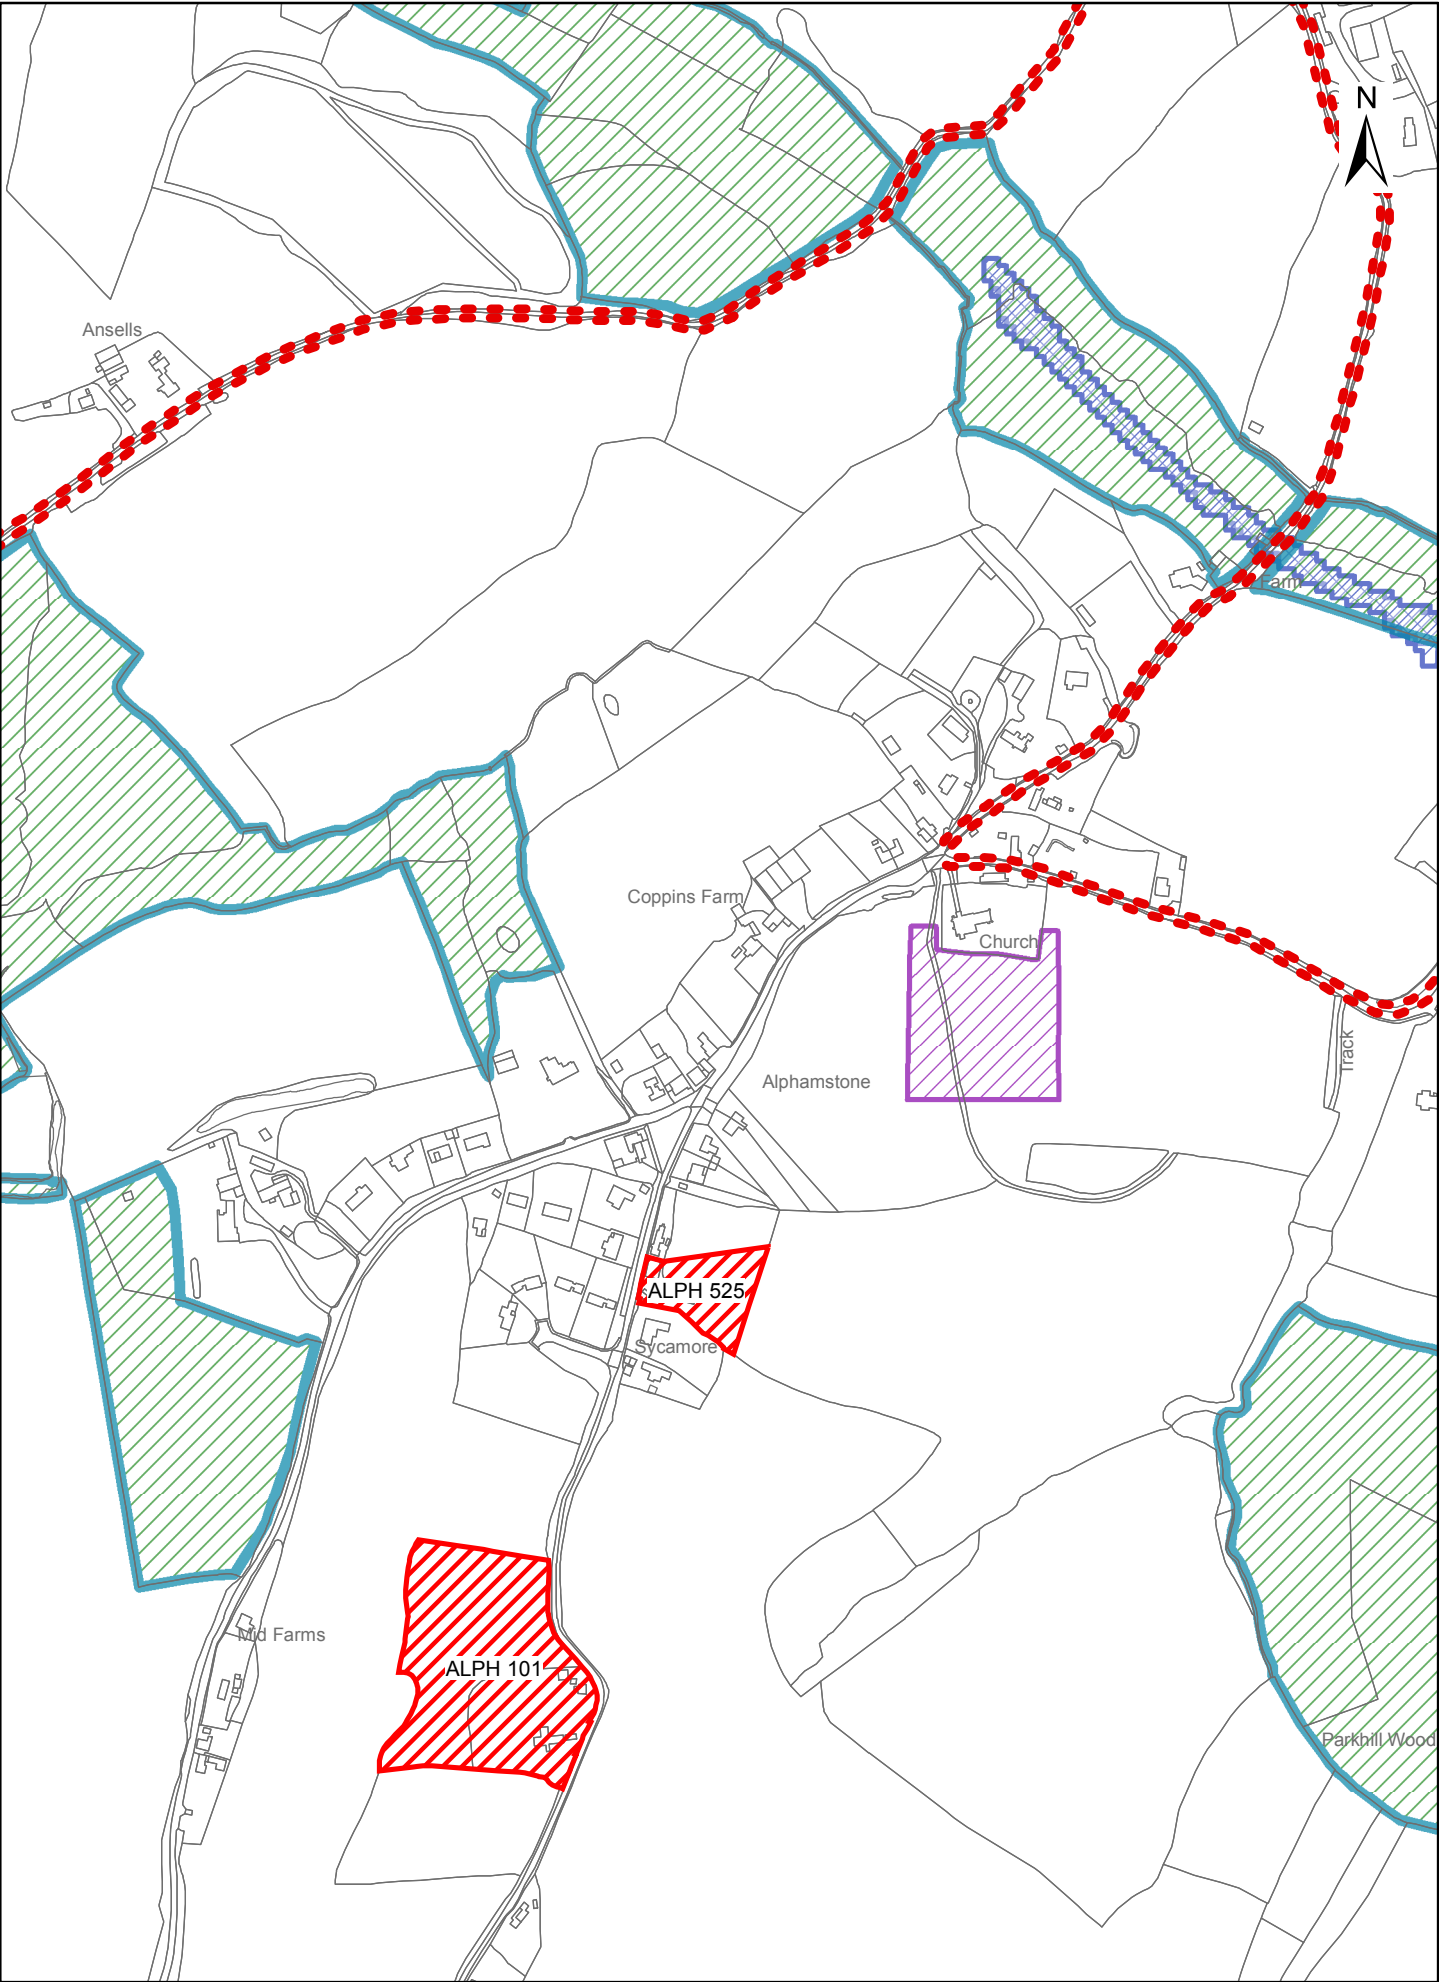 N
Ansells
Farm
Coppins Farm
Church
Track
Alphamstone
ALPH 525
Sycamore
Mid Farms
ALPH 101
Parkhill Wood